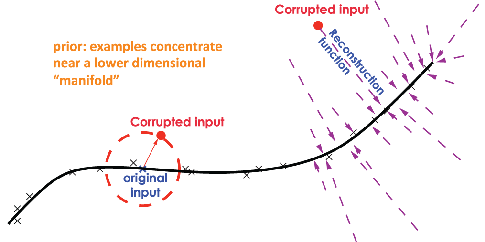 Corrupted input
prior: examples concentrate
near a lower dimensional
“manifold”
Reconstruction
function
Corrupted input
original
input